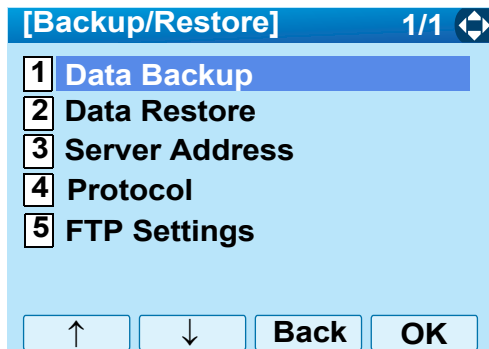 [Backup/Restore] 1/1
1 Data Backup
2 Data Restore
3 Server Address
4 Protocol
5 FTP Settings
↑ ↓ Back OK